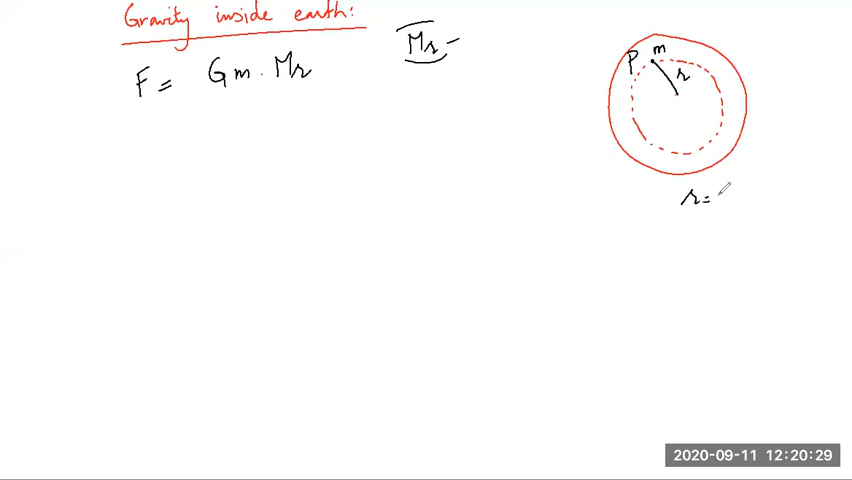 Gravity inside earth:
F = Gm . Mr
Mr -
P m
r
r =
2020-09-11 12:20:29